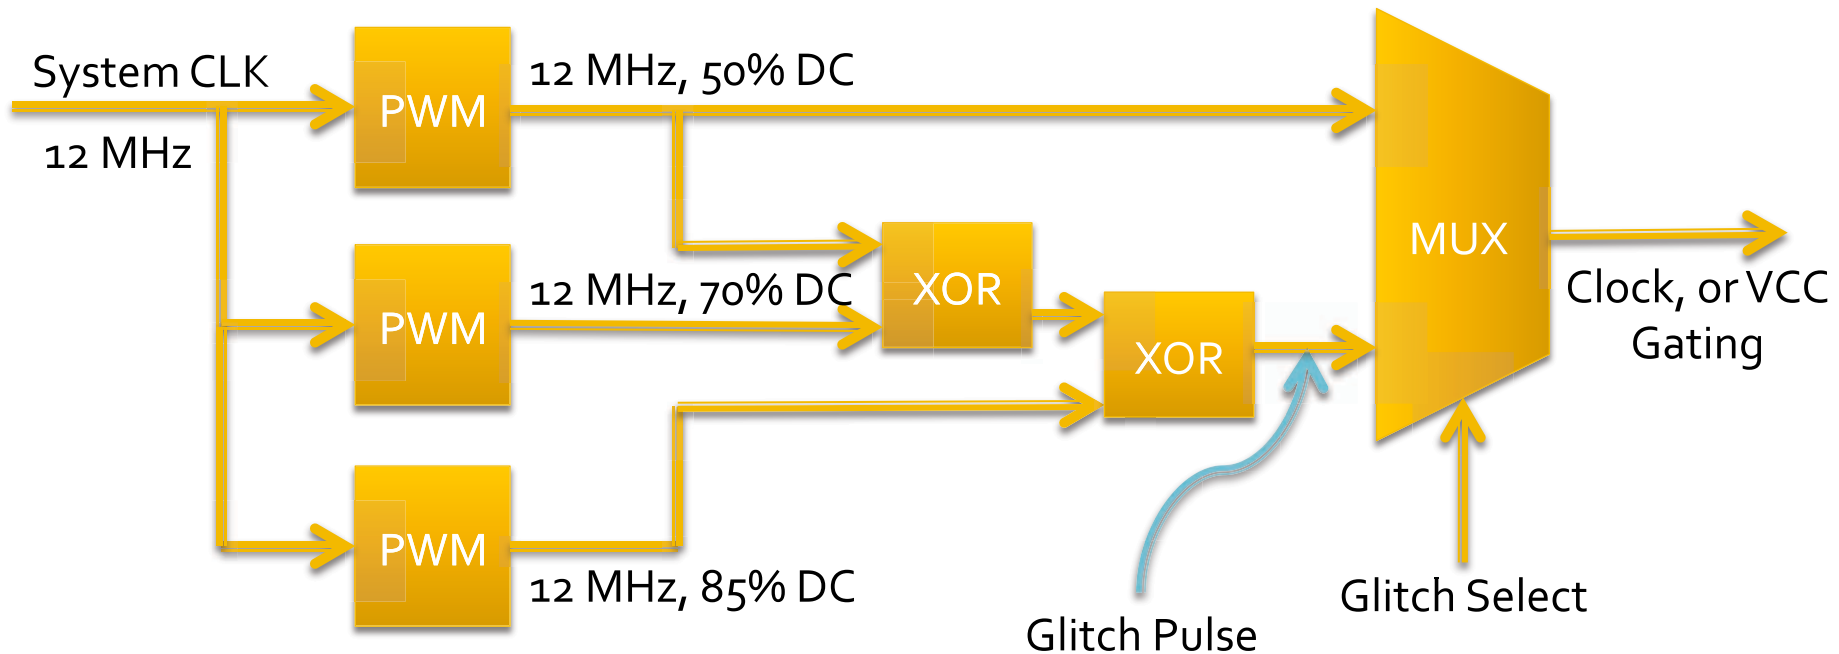 System CLK
12 MHz
PWM
12 MHz, 50% DC
PWM
12 MHz, 70% DC
XOR
XOR
PWM
12 MHz, 85% DC
Glitch Pulse
MUX
Clock, or VCC
Gating
Glitch Select